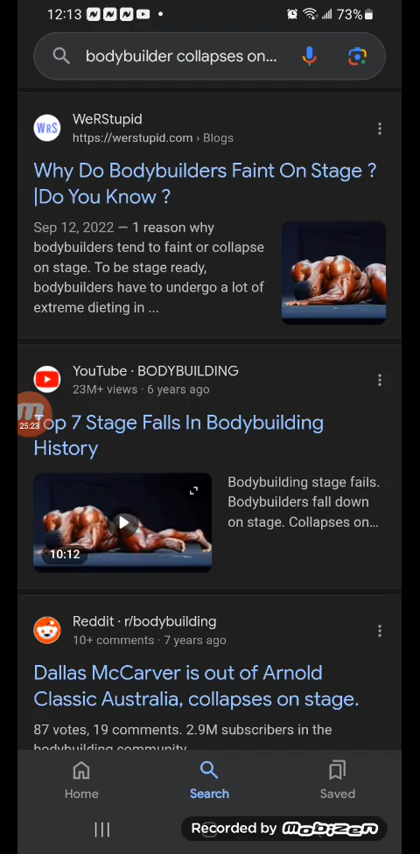 12:13
73%
bodybuilder collapses on...
WRS
WeRStupid
https://werstupid.com › Blogs
Why Do Bodybuilders Faint On Stage ?
|Do You Know ?
Sep 12, 2022 — 1 reason why
bodybuilders tend to faint or collapse
on stage. To be stage ready,
bodybuilders have to undergo a lot of
extreme dieting in ...
YouTube · BODYBUILDING
23M+ views · 6 years ago
25:23
Top 7 Stage Falls In Bodybuilding
History
10:12
Bodybuilding stage fails.
Bodybuilders fall down
on stage. Collapses on...
Reddit · r/bodybuilding
10+ comments · 7 years ago
Dallas McCarver is out of Arnold
Classic Australia, collapses on stage.
87 votes, 19 comments. 2.9M subscribers in the
bodybuilding community
Home
Search
Saved
Recorded by mobizen